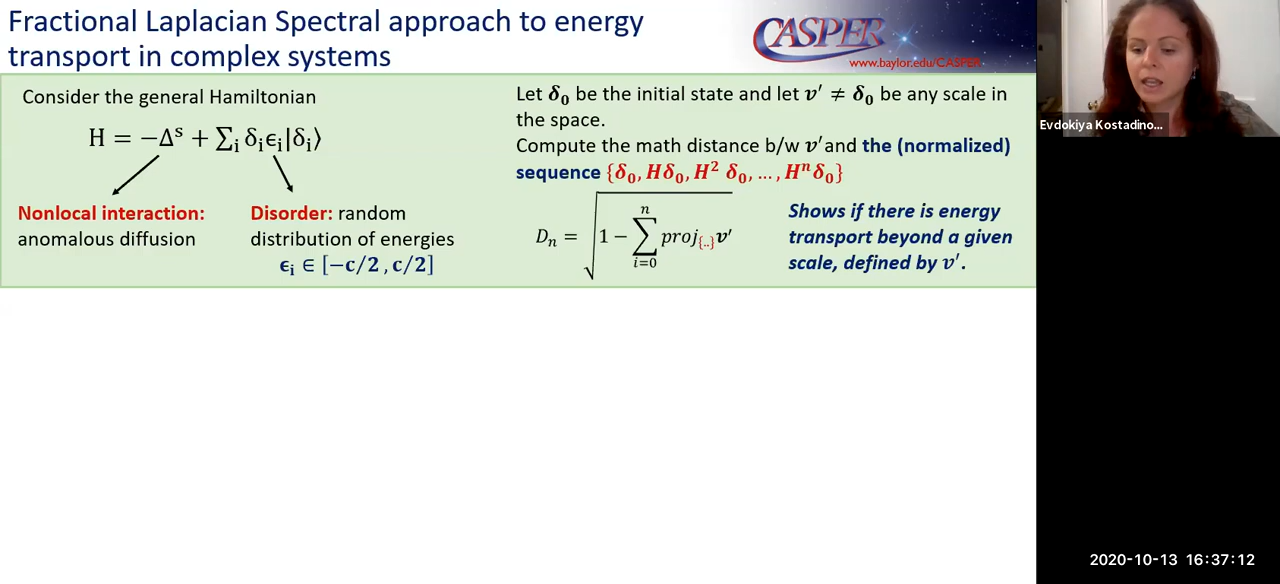 Fractional Laplacian Spectral approach to energy
transport in complex systems
CASPER
www.baylor.edu/CASPER
Consider the general Hamiltonian
H = −Δˢ + ∑ᵢ δᵢϵᵢ|δᵢ⟩
Nonlocal interaction:
anomalous diffusion
Disorder: random
distribution of energies
ϵᵢ ∈ [−c/2 , c/2]
Let δ₀ be the initial state and let v′ ≠ δ₀ be any scale in
the space.
Compute the math distance b/w v′and the (normalized)
sequence {δ₀, Hδ₀, H² δ₀, … , Hⁿδ₀}
n
Dₙ = √1 − ∑ proj{..}v′
i=0
Shows if there is energy
transport beyond a given
scale, defined by v′.
Evdokiya Kostadino...
2020-10-13 16:37:12